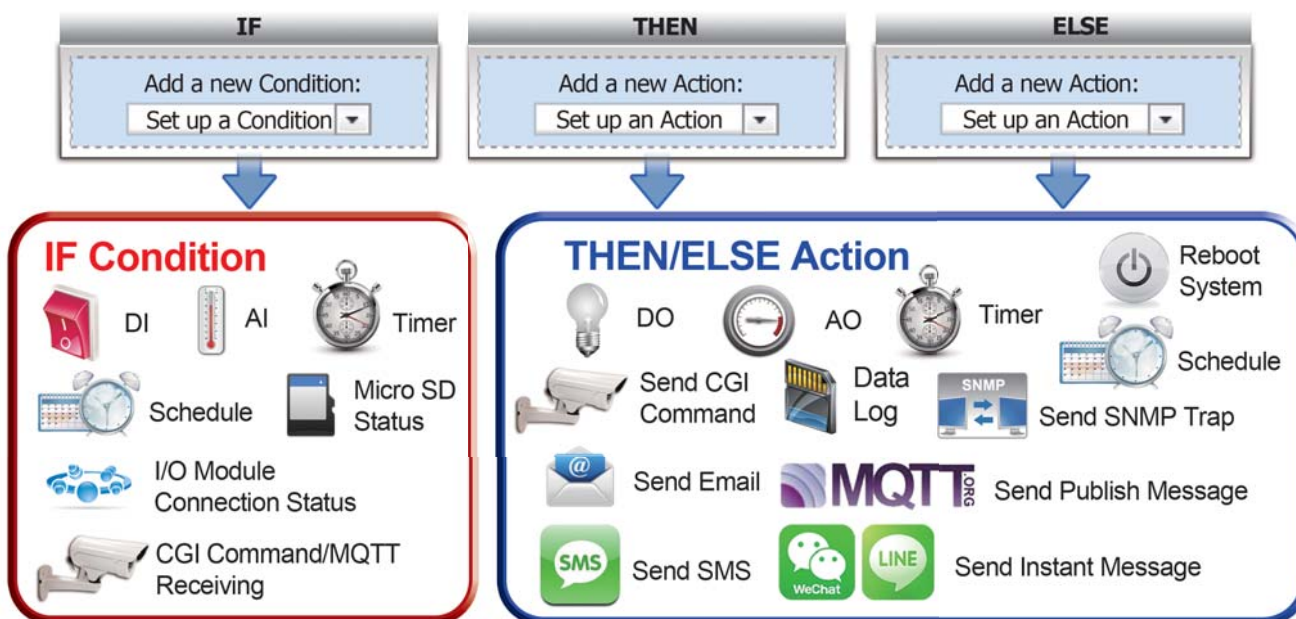 IF
THEN
ELSE
Add a new Condition:
Set up a Condition
Add a new Action:
Set up an Action
Add a new Action:
Set up an Action
IF Condition
DI
AI
Timer
Schedule
Micro SD
Status
I/O Module
Connection Status
CGI Command/MQTT
Receiving
THEN/ELSE Action
DO
AO
Timer
Reboot
System
Send CGI
Command
Data
Log
SNMP
Send SNMP Trap
Schedule
@
Send Email
MQTT.ORG
Send Publish Message
SMS
Send SMS
WeChat
LINE
Send Instant Message